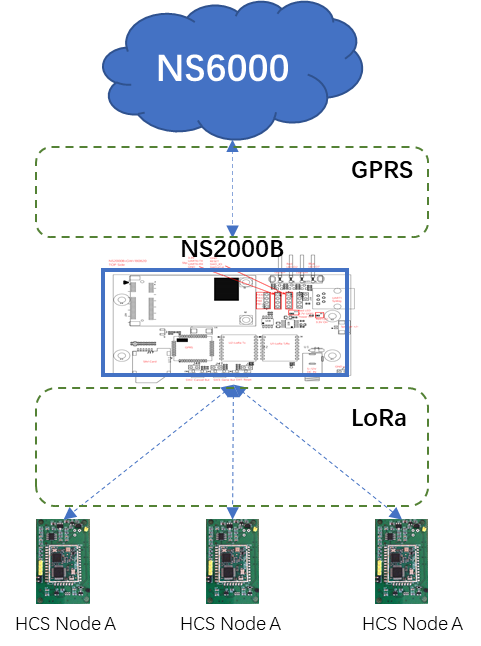 NS6000
GPRS
NS2000B
LoRa
HCS Node A
HCS Node A
HCS Node A